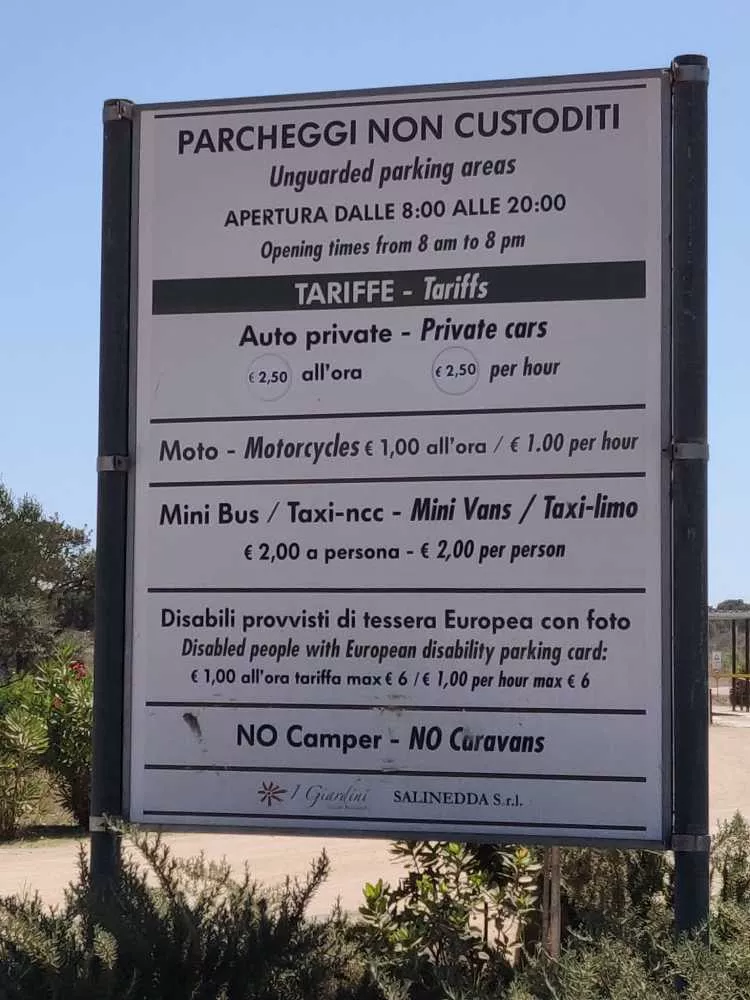 PARCHEGGI NON CUSTODITI
Unguarded parking areas
APERTURA DALLE 8:00 ALLE 20:00
Opening times from 8 am to 8 pm
TARIFFE - Tariffs
Auto private - Private cars
€ 2,50 all'ora € 2,50 per hour
Moto - Motorcycles € 1,00 all'ora / € 1.00 per hour
Mini Bus / Taxi-ncc - Mini Vans / Taxi-limo
€ 2,00 a persona - € 2,00 per person
Disabili provvisti di tessera Europea con foto
Disabled people with European disability parking card:
€ 1,00 all'ora tariffa max € 6 / € 1,00 per hour max € 6
NO Camper - NO Caravans
I Giardini SALINEDDA S.r.l.